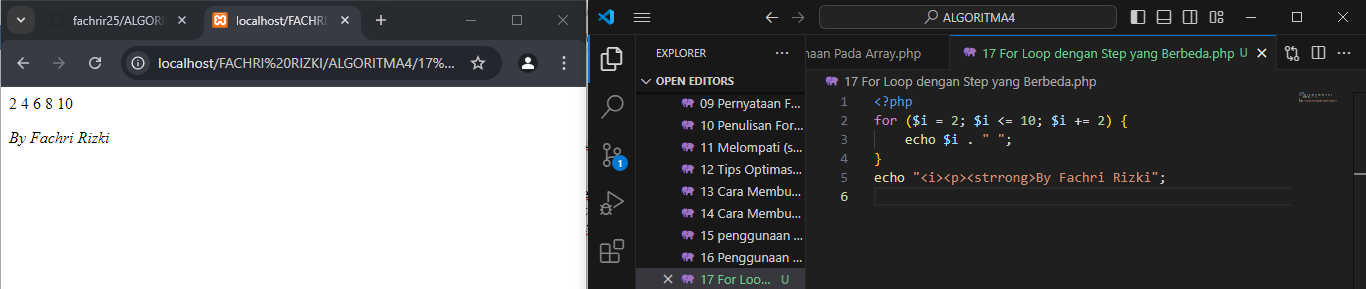 fachrir25/ALGORI
localhost/FACHRI
localhost/FACHRI%20RIZKI/ALGORITMA4/17%...
2 4 6 8 10
By Fachri Rizki
ALGORITMA4
EXPLORER
OPEN EDITORS
09 Pernyataan F...
10 Penulisan For...
11 Melompati (s...
12 Tips Optimas...
13 Cara Membu...
14 Cara Membu...
15 penggunaan ...
16 Penggunaan ...
17 For Loo... U
1
naan Pada Array.php
17 For Loop dengan Step yang Berbeda.php U
17 For Loop dengan Step yang Berbeda.php
1 <?php
2 for ($i = 2; $i <= 10; $i += 2) {
3 echo $i . " ";
4 }
5 echo "<i><p><strrong>By Fachri Rizki";
6